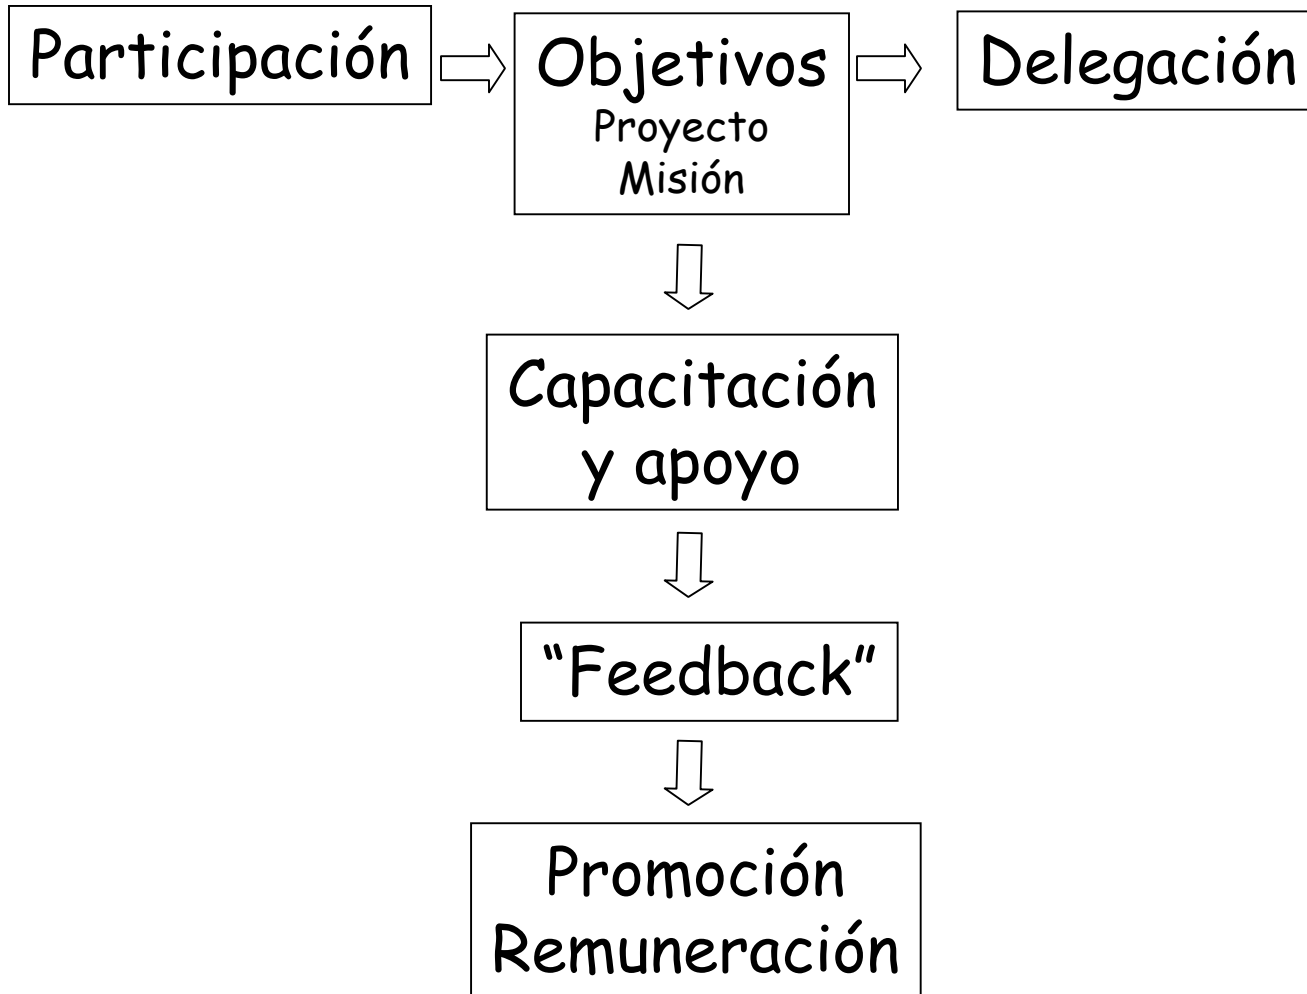 Participación
Objetivos
Proyecto
Misión
Delegación
Capacitación
y apoyo
“Feedback”
Promoción
Remuneración